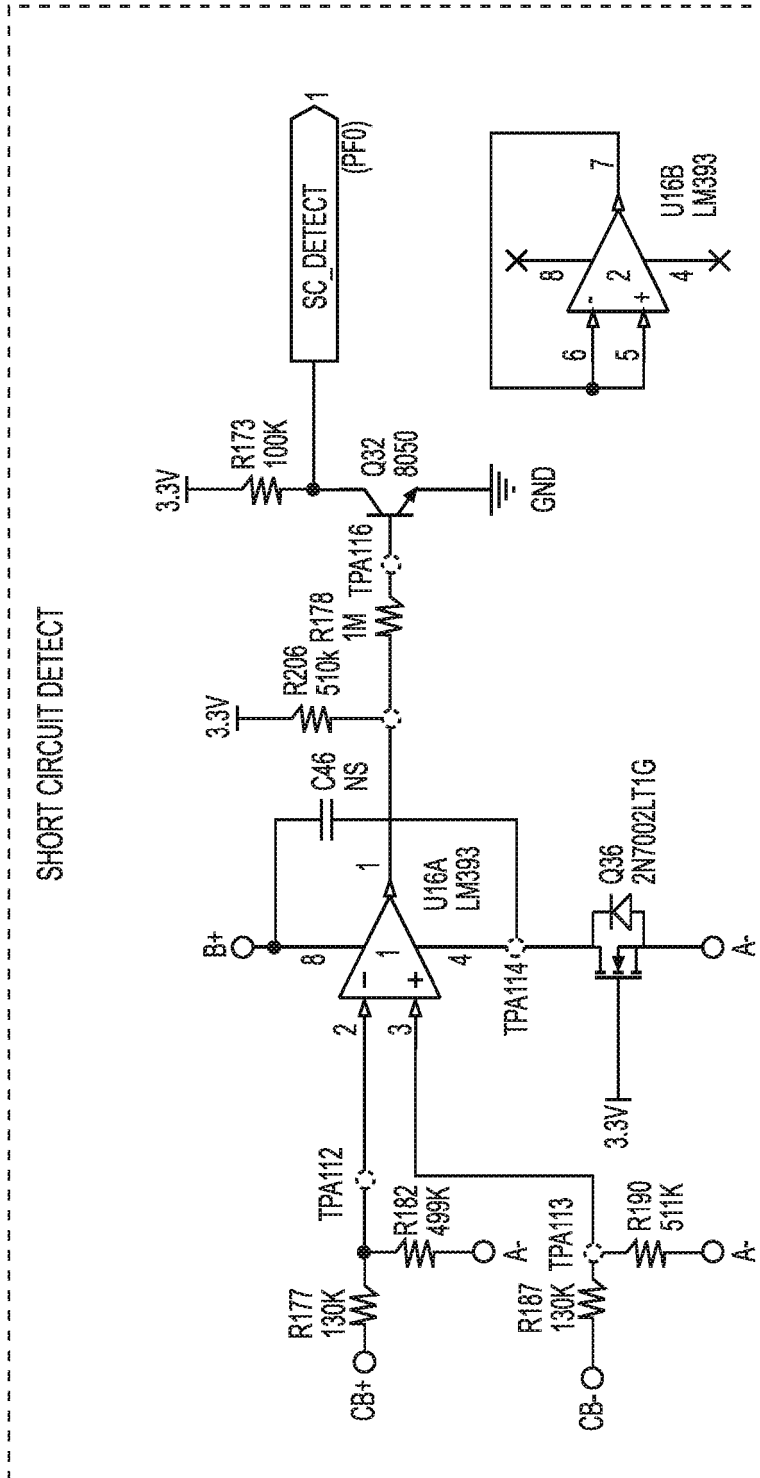 SHORT CIRCUIT DETECT
CB+
R177
130K
TPA112
R182
499K
A-
CB-
R187
130K
TPA113
R190
511K
A-
B+
8
2
-
1
3
+
4
1
U16A
LM393
C46
NS
TPA114
3.3V
Q36
2N7002LT1G
A-
3.3V
R206
510k
R178
1M
TPA116
3.3V
R173
100K
Q32
8050
GND
SC_DETECT
1
(PF0)
8
6
-
2
5
+
4
7
U16B
LM393